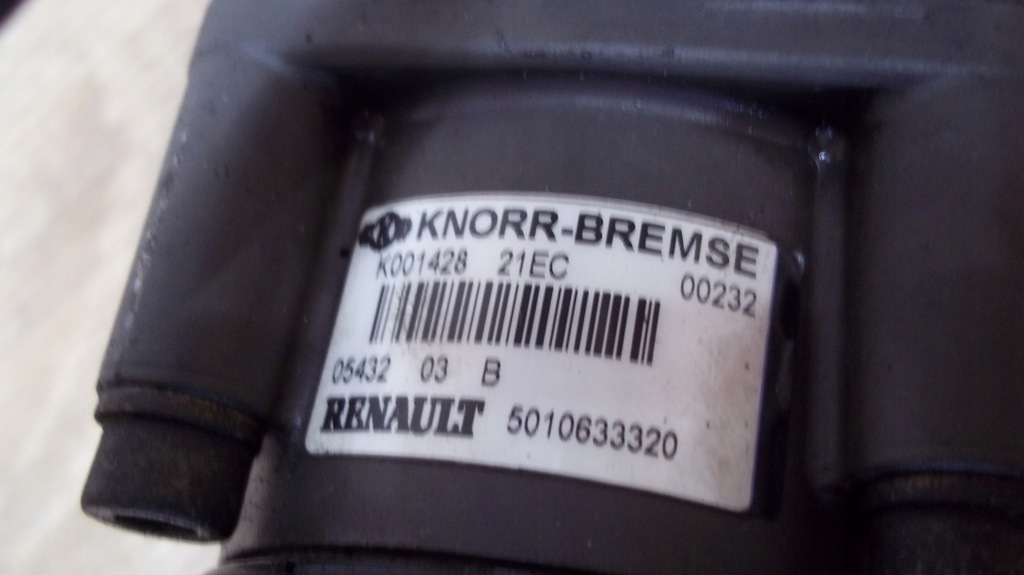 KNORR-BREMSE
K001428 21EC 00232
05432 03 B
RENAULT 5010633320